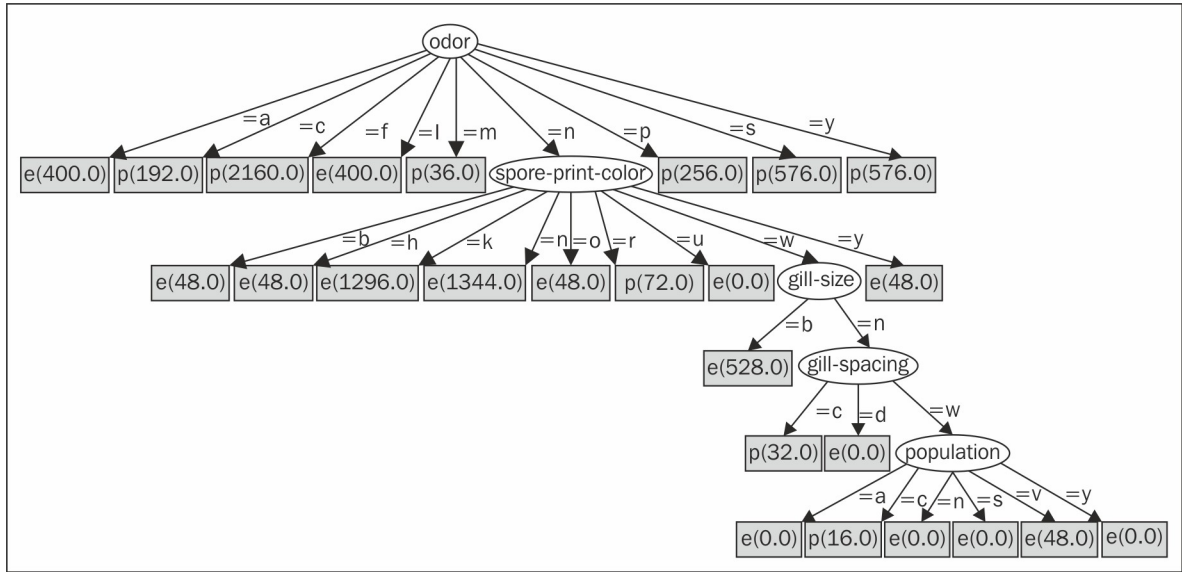 odor
=a =c =f =l =m =n =p =s =y
e(400.0) p(192.0) p(2160.0) e(400.0) p(36.0) spore-print-color p(256.0) p(576.0) p(576.0)
=b =h =k =n =o =r =u =w =y
e(48.0) e(48.0) e(1296.0) e(1344.0) e(48.0) p(72.0) e(0.0) gill-size e(48.0)
=b =n
e(528.0) gill-spacing
=c =d =w
p(32.0) e(0.0) population
=a =c =n =s =v =y
e(0.0) p(16.0) e(0.0) e(0.0) e(48.0) e(0.0)